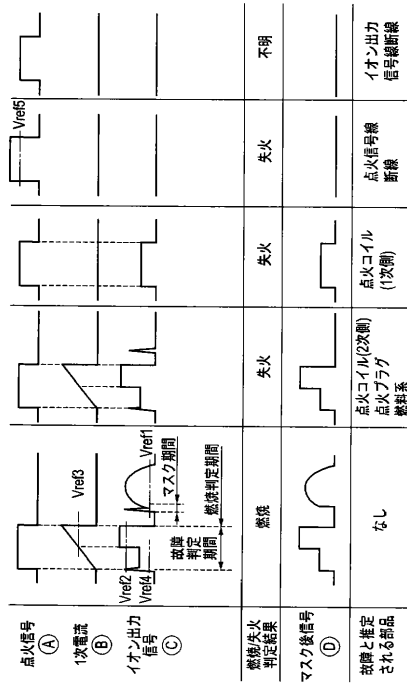 点火信号
Ⓐ
1次電流
Ⓑ
イオン出力
信号
Ⓒ
燃焼/失火
判定結果
マスク後信号
Ⓓ
故障と推定
される部品
Vref3
Vref2
Vref4
Vref1
故障
判定
期間
マスク期間
燃焼判定期間
燃焼
なし
失火
点火コイル(2次側)
点火プラグ
燃料系
失火
点火コイル
(1次側)
Vref5
失火
点火信号線
断線
不明
イオン出力
信号線断線